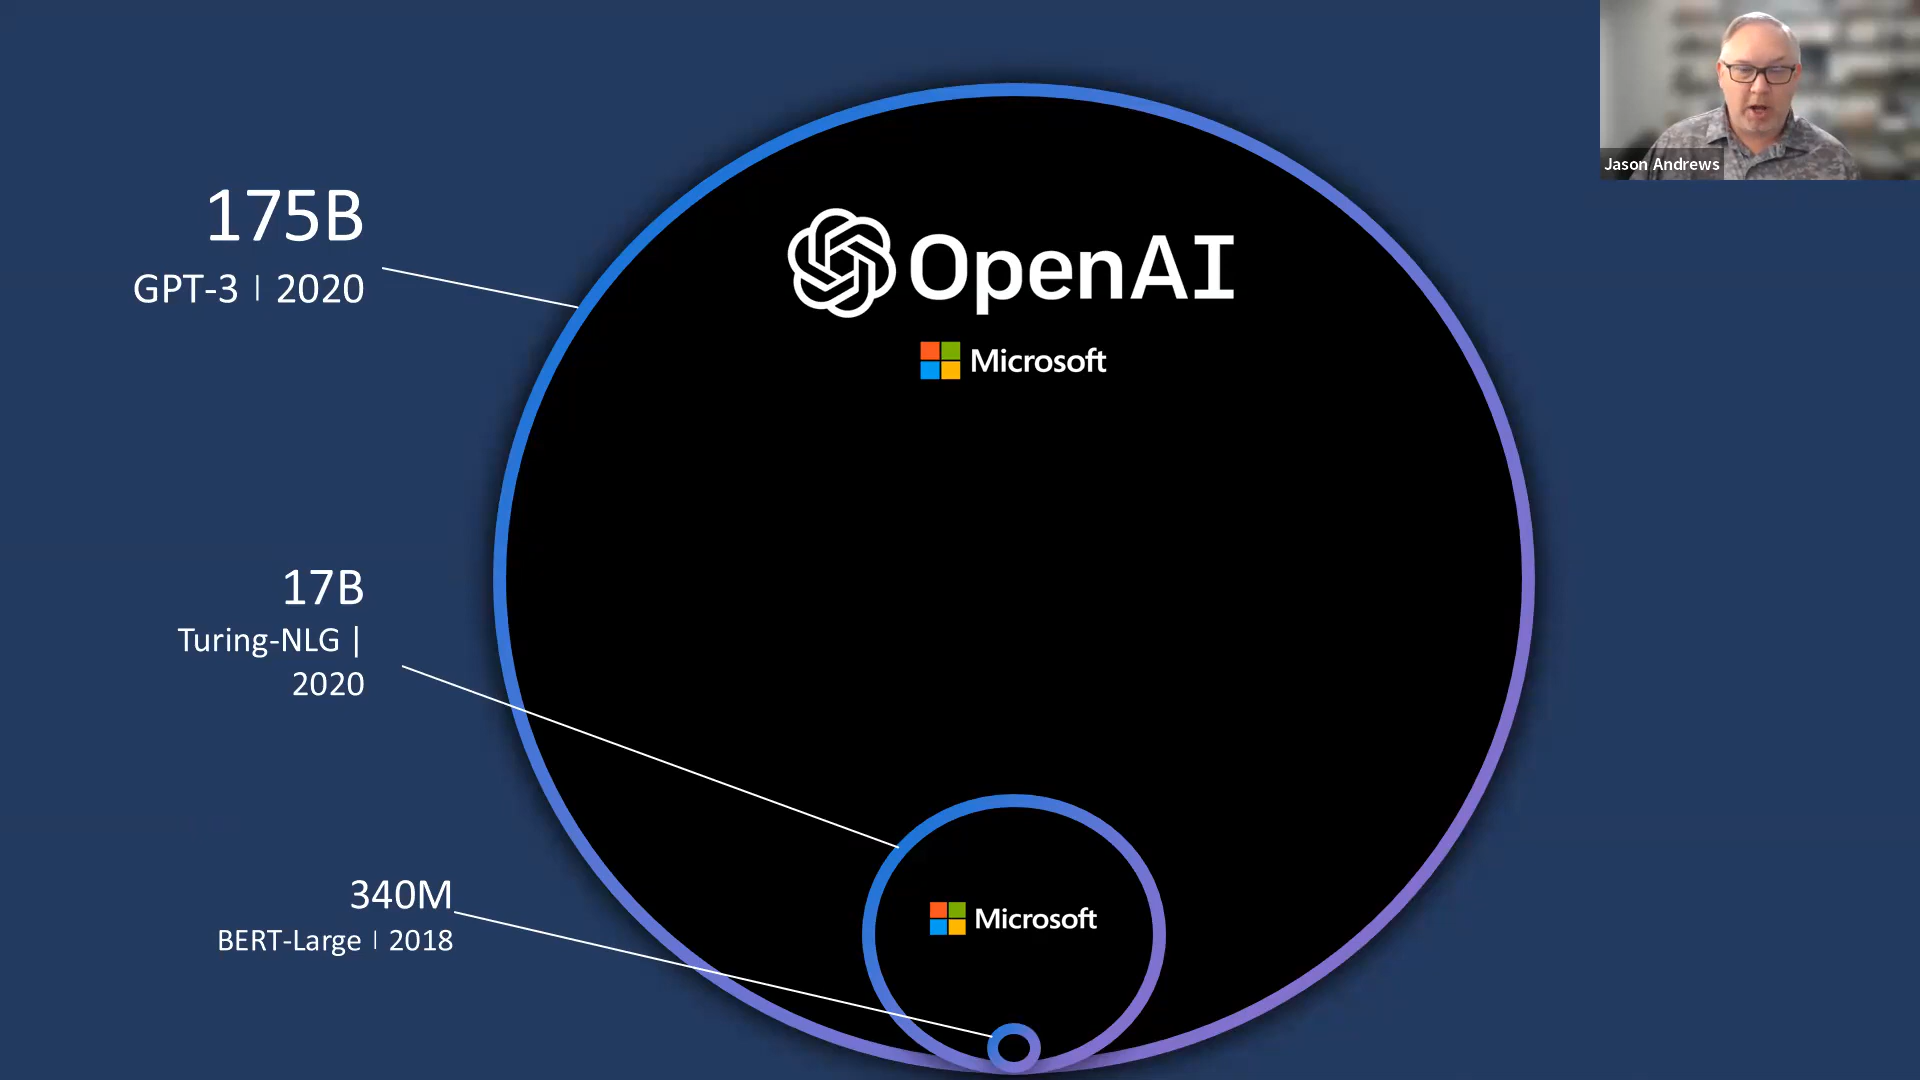 Jason Andrews
175B
GPT-3 | 2020
OpenAI
Microsoft
17B
Turing-NLG |
2020
340M
BERT-Large | 2018
Microsoft